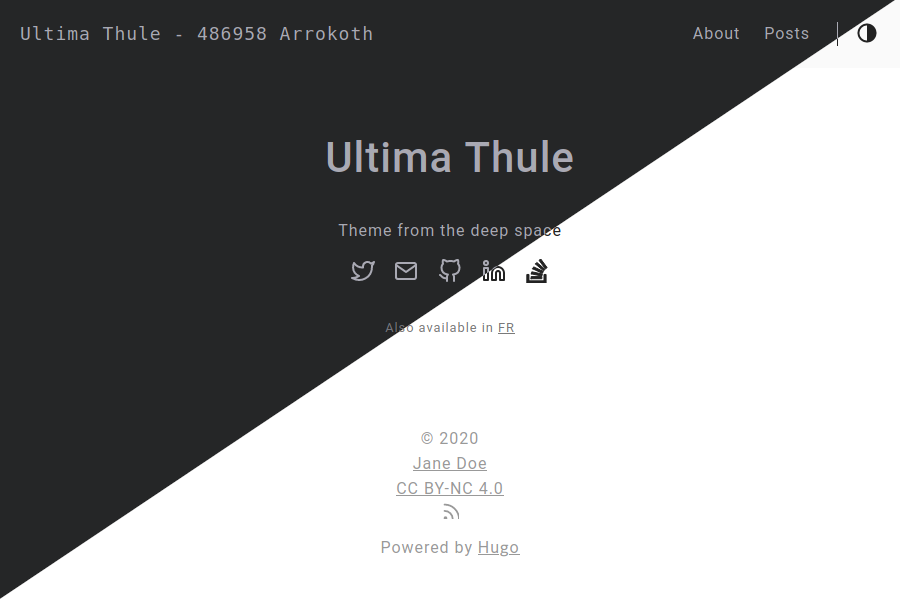 Ultima Thule - 486958 Arrokoth
About Posts
Ultima Thule
Theme from the deep space
Also available in FR
© 2020
Jane Doe
CC BY-NC 4.0
Powered by Hugo